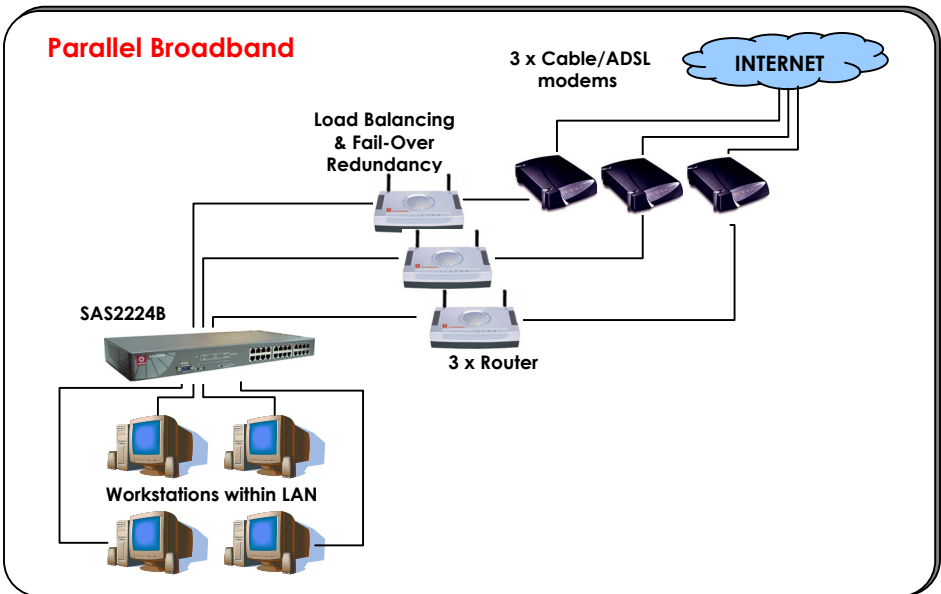 Parallel Broadband
3 x Cable/ADSL
modems
INTERNET
Load Balancing
& Fail-Over
Redundancy
SAS2224B
3 x Router
Workstations within LAN